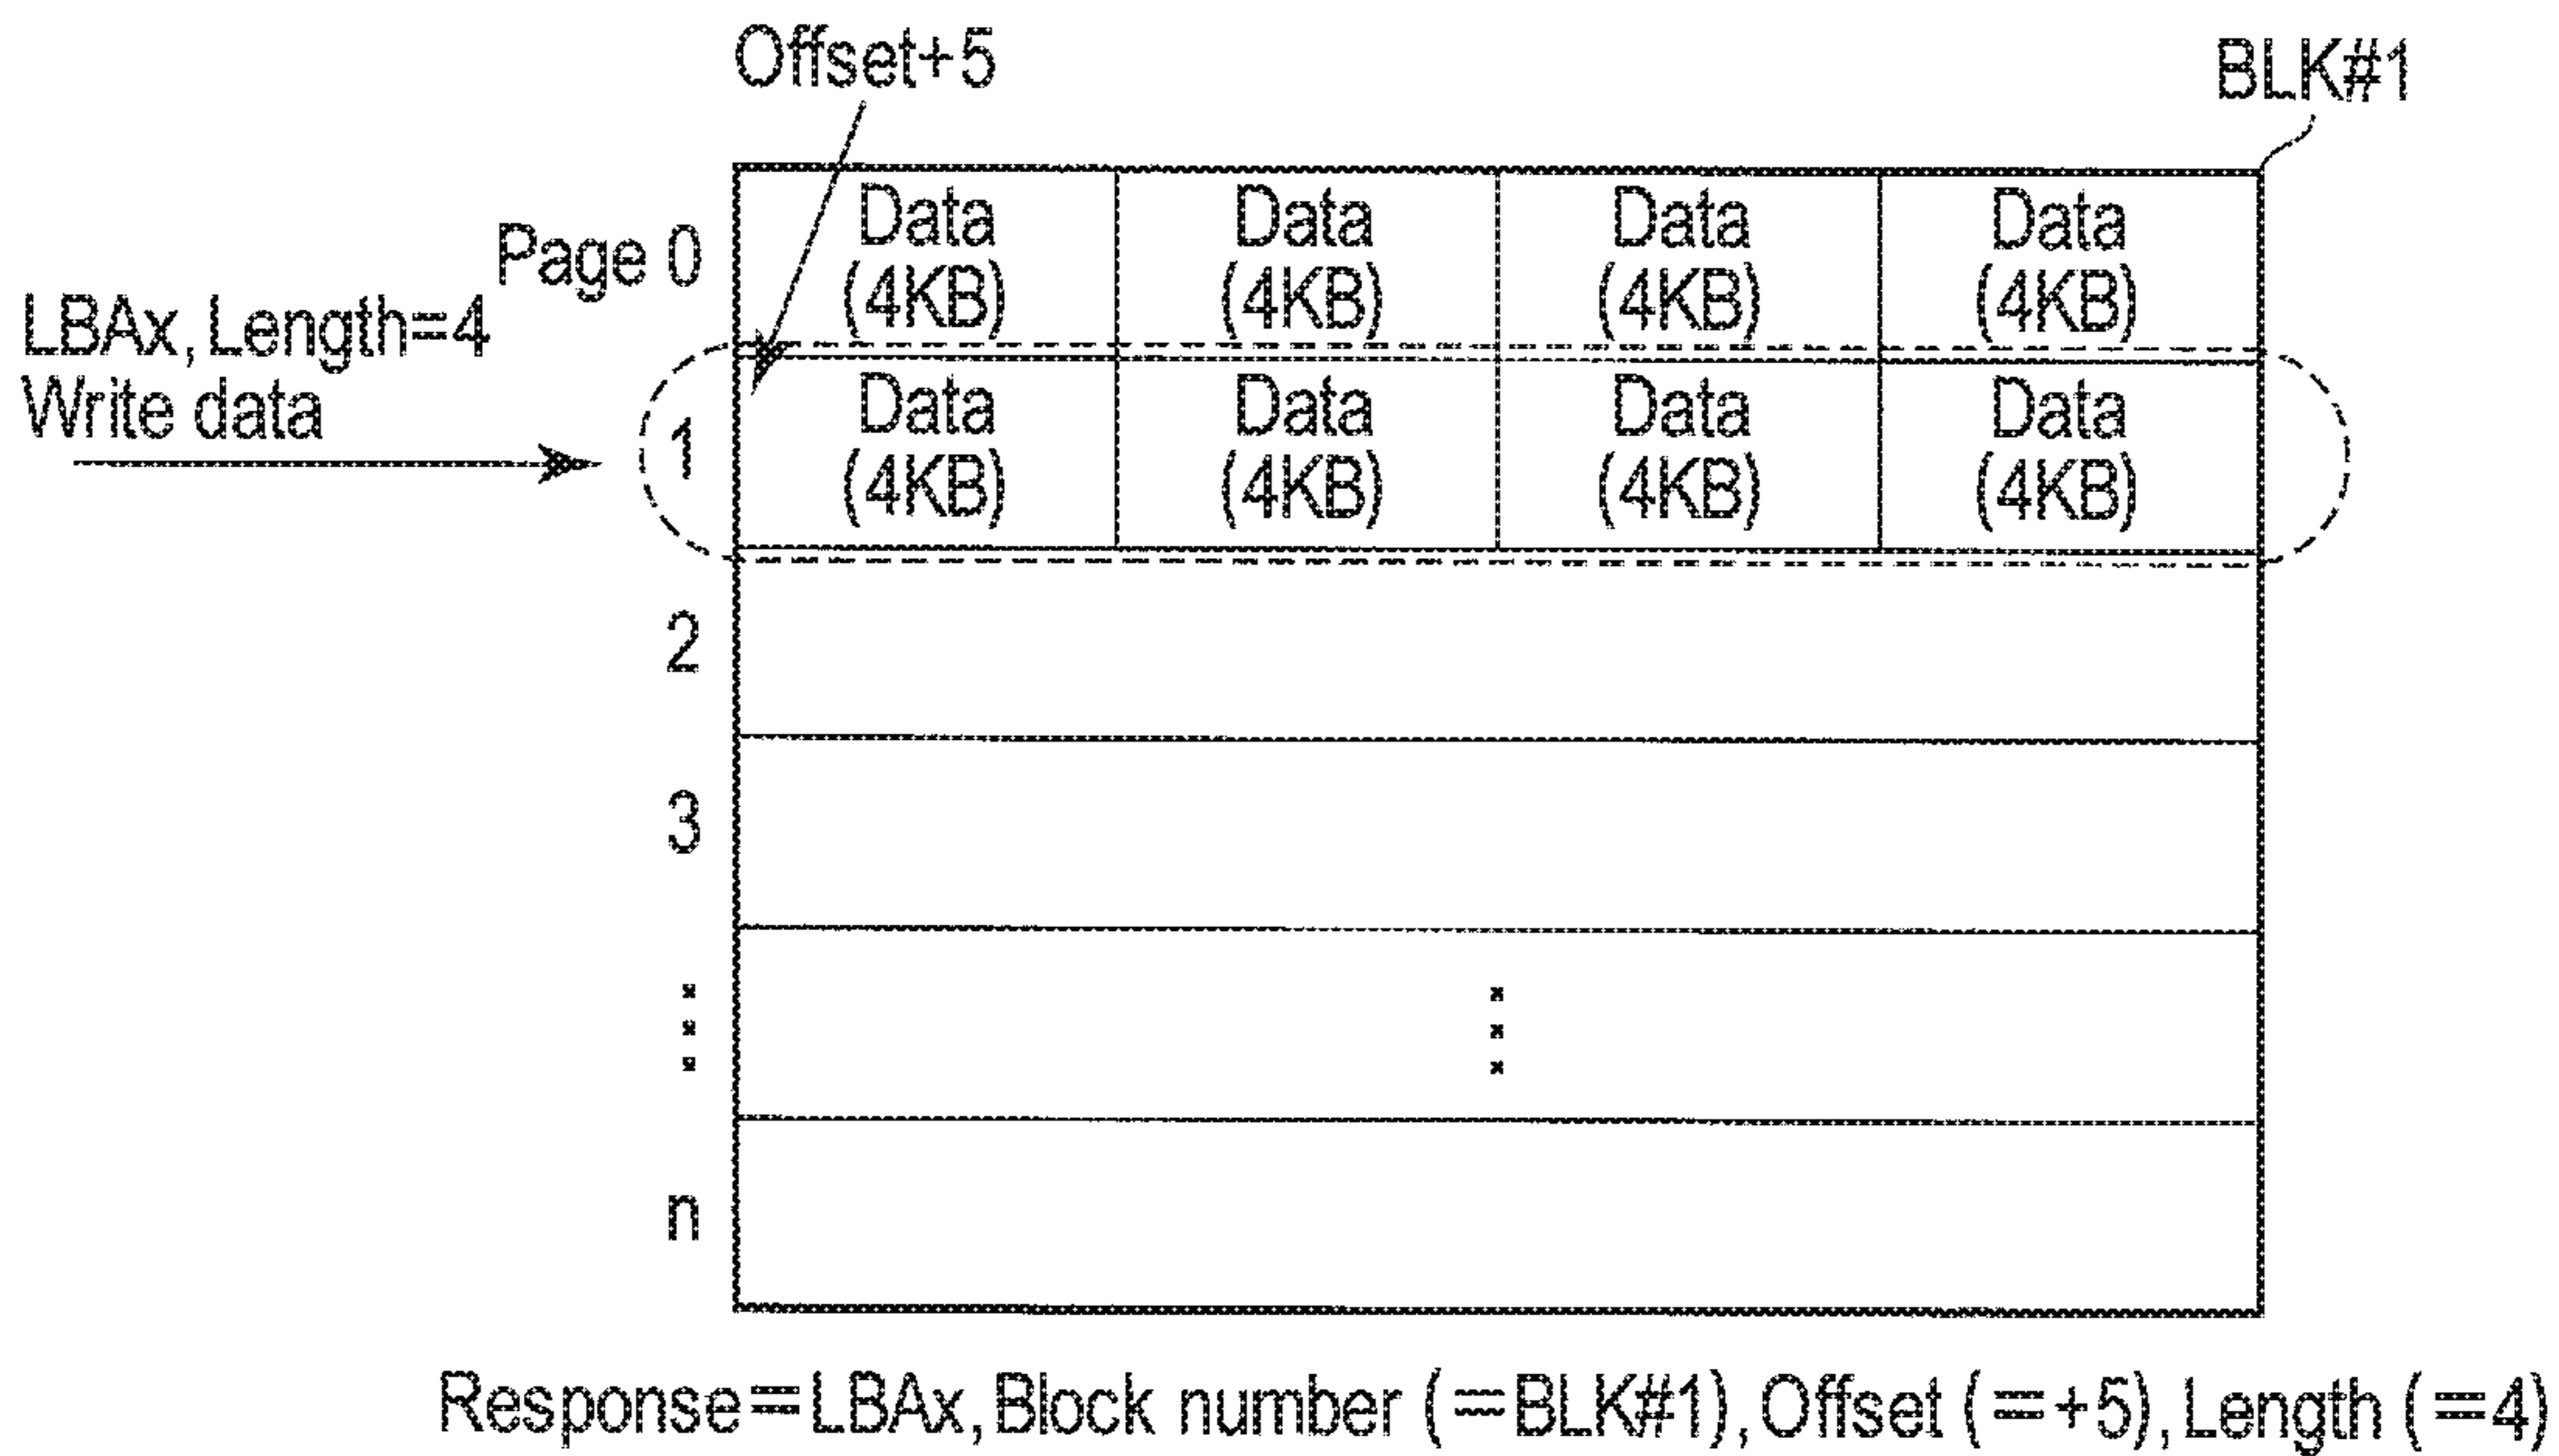 Offset+5
BLK#1
Page 0
Data Data Data Data
(4KB) (4KB) (4KB) (4KB)
LBAx, Length=4
Write data
1
Data Data Data Data
(4KB) (4KB) (4KB) (4KB)
2
3
n
Response=LBAx, Block number (=BLK#1), Offset (=+5), Length (=4)